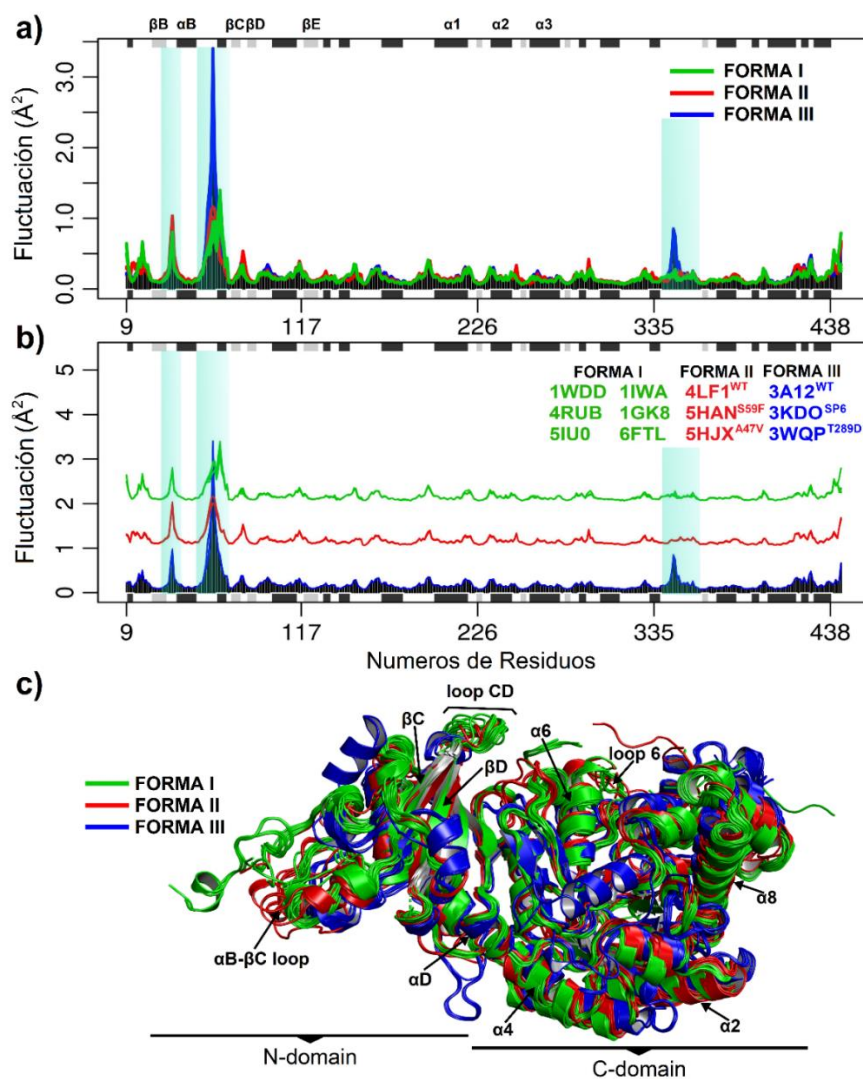 a)
βB αB βC βD βE α1 α2 α3
Fluctuación (Å²)
3.0
2.0
1.0
0.0
FORMA I
FORMA II
FORMA III
9 117 226 335 438
b)
Fluctuación (Å²)
5
4
3
2
1
0
FORMA I FORMA II FORMA III
1WDD 1IWA 4LF1ᵂᵀ 3A12ᵂᵀ
4RUB 1GK8 5HANˢ⁵⁹ᶠ 3KDOˢᴾ⁶
5IU0 6FTL 5HJXᴬ⁴⁷ⱽ 3WQPᵀ²⁸⁹ᴰ
9 117 226 335 438
Numeros de Residuos
c)
loop CD
βC
βD
α6
loop 6
FORMA I
FORMA II
FORMA III
α8
αB-βC loop
αD
α4
α2
N-domain
C-domain